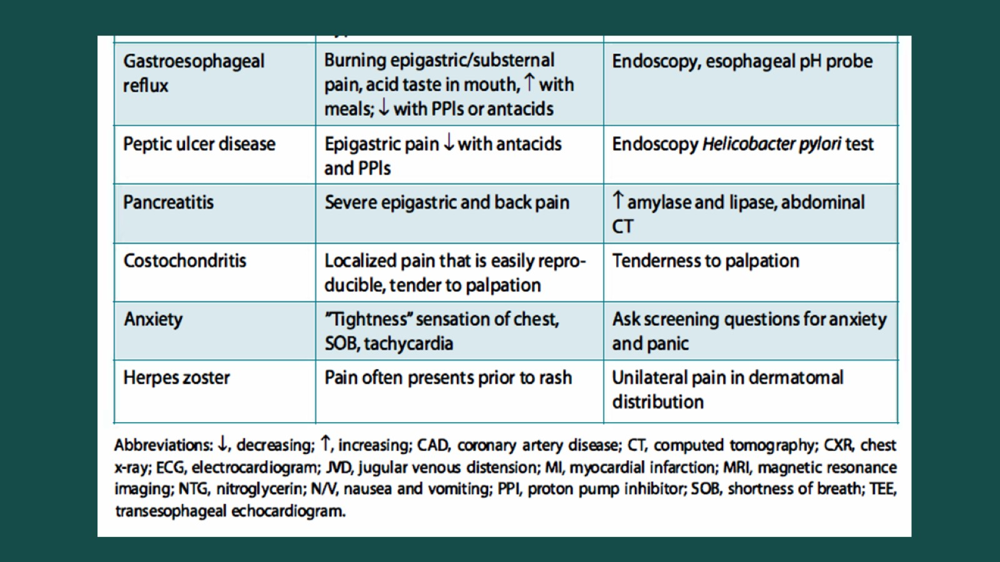 Gastroesophageal
reflux
Burning epigastric/substernal
pain, acid taste in mouth, ↑ with
meals; ↓ with PPIs or antacids
Endoscopy, esophageal pH probe
Peptic ulcer disease
Epigastric pain ↓ with antacids
and PPIs
Endoscopy Helicobacter pylori test
Pancreatitis
Severe epigastric and back pain
↑ amylase and lipase, abdominal
CT
Costochondritis
Localized pain that is easily repro-
ducible, tender to palpation
Tenderness to palpation
Anxiety
"Tightness" sensation of chest,
SOB, tachycardia
Ask screening questions for anxiety
and panic
Herpes zoster
Pain often presents prior to rash
Unilateral pain in dermatomal
distribution
Abbreviations: ↓, decreasing; ↑, increasing; CAD, coronary artery disease; CT, computed tomography; CXR, chest
x-ray; ECG, electrocardiogram; JVD, jugular venous distension; MI, myocardial infarction; MRI, magnetic resonance
imaging; NTG, nitroglycerin; N/V, nausea and vomiting; PPI, proton pump inhibitor; SOB, shortness of breath; TEE,
transesophageal echocardiogram.